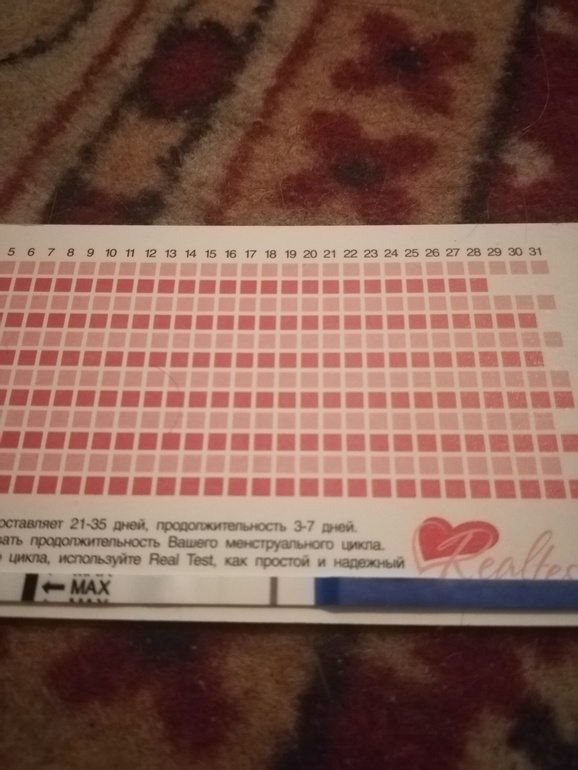 5 6 7 8 9 10 11 12 13 14 15 16 17 18 19 20 21 22 23 24 25 26 27 28 29 30 31
оставляет 21-35 дней, продолжительность 3-7 дней.
вать продолжительность Вашего менструального цикла.
цикла, используйте Real Test, как простой и надежный
Realtes
MAX